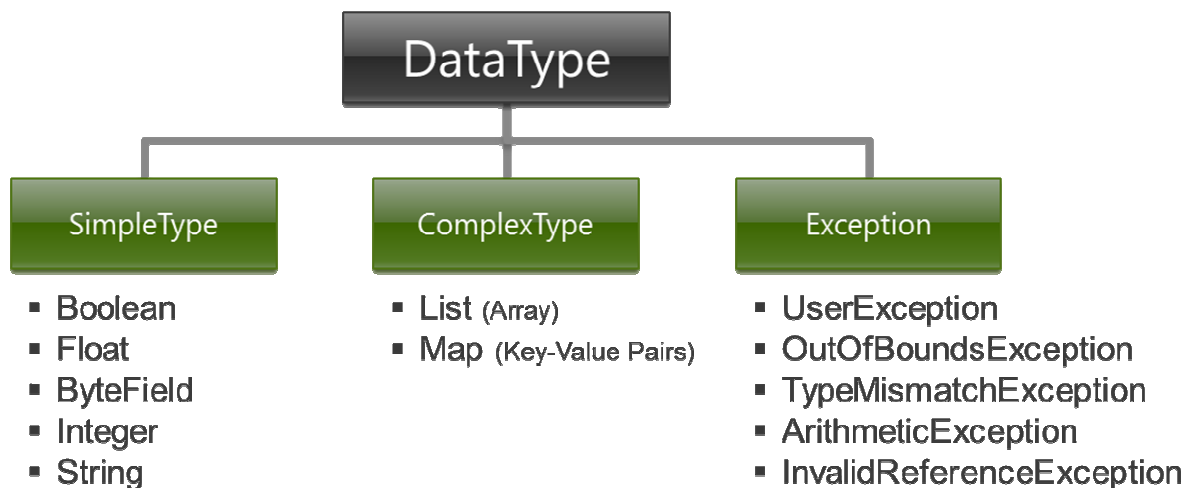 DataType
SimpleType
Boolean
Float
ByteField
Integer
String
ComplexType
List (Array)
Map (Key-Value Pairs)
Exception
UserException
OutOfBoundsException
TypeMismatchException
ArithmeticException
InvalidReferenceException